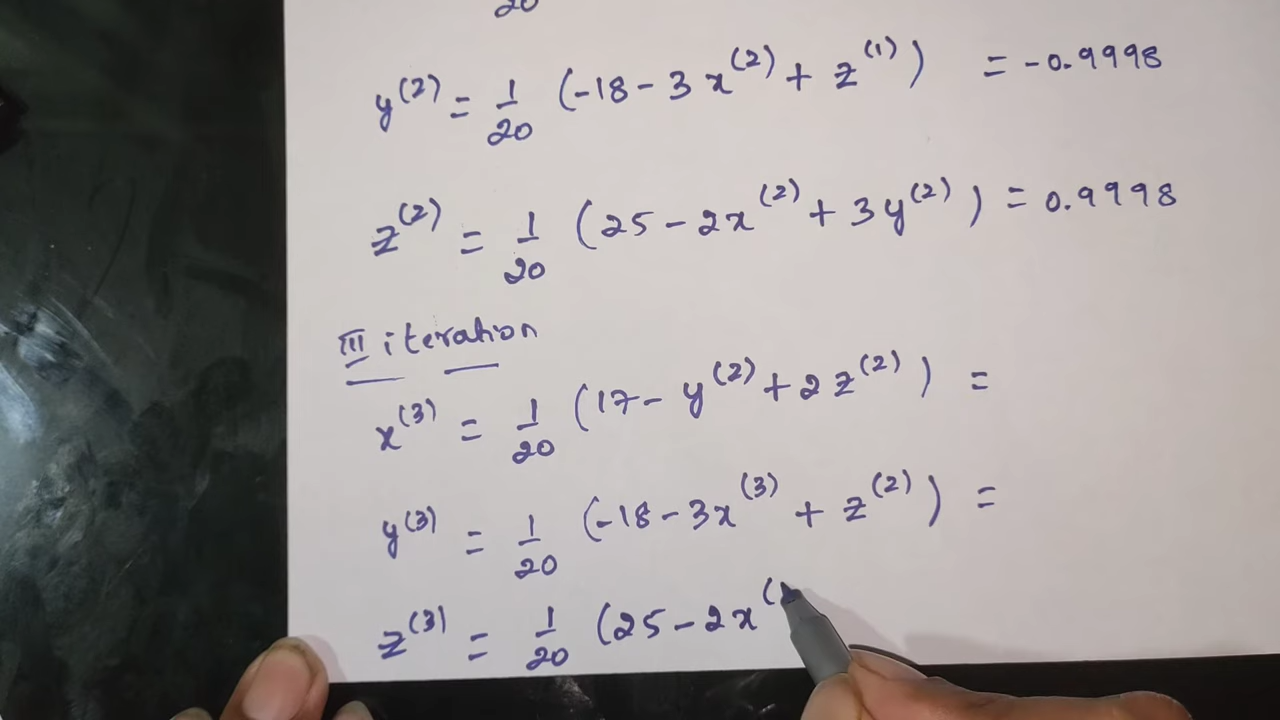 20
y^(2) = 1/20 (-18 - 3x^(2) + z^(1)) = -0.9998
z^(2) = 1/20 (25 - 2x^(2) + 3y^(2)) = 0.9998
III iteration
x^(3) = 1/20 (17 - y^(2) + 2z^(2)) =
y^(3) = 1/20 (-18 - 3x^(3) + z^(2)) =
z^(3) = 1/20 (25 - 2x^(